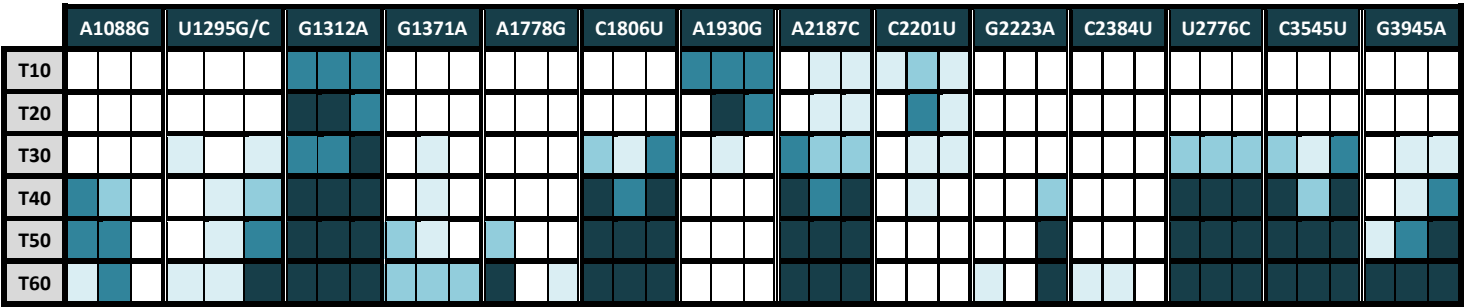 A1088G U1295G/C G1312A G1371A A1778G C1806U A1930G A2187C C2201U G2223A C2384U U2776C C3545U G3945A
T10
T20
T30
T40
T50
T60